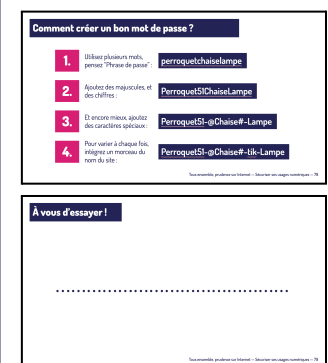 Comment créer un bon mot de passe ?
1.
Utilisez plusieurs mots,
pensez "Phrase de passe" :
perroquetchaiselampe
2.
Ajoutez des majuscules, et
des chiffres :
Perroquet51ChaiseLampe
3.
Et encore mieux, ajoutez
des caractères spéciaux :
Perroquet51-@Chaise#-Lampe
4.
Pour varier à chaque fois,
intégrez un morceau du
nom du site :
Perroquet51-@Chaise#-tik-Lampe
Tous ensemble, prudence sur Internet – Sécuriser ses usages numériques – 78
À vous d'essayer !
Tous ensemble, prudence sur Internet – Sécuriser ses usages numériques – 79